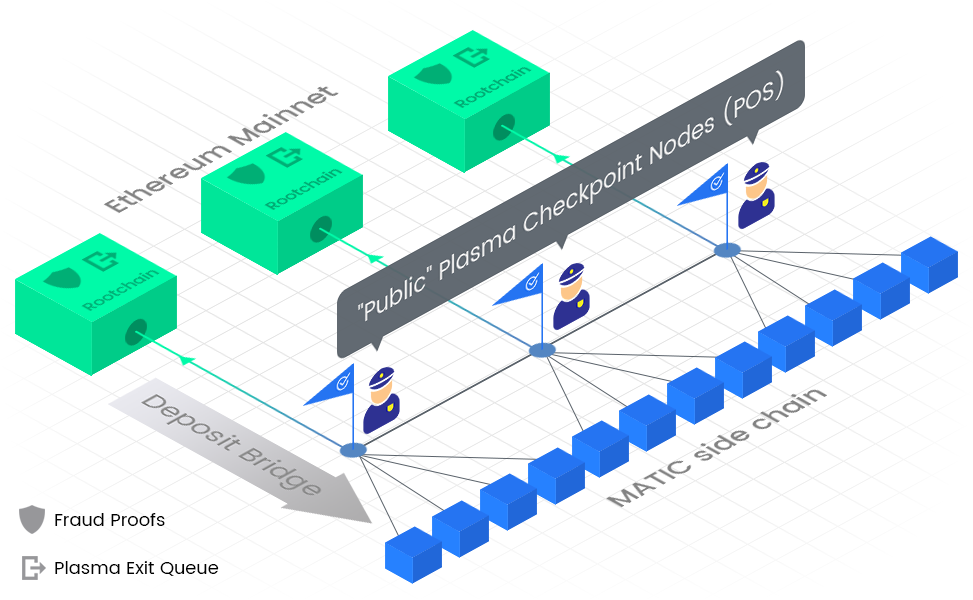 Rootchain
Ethereum Mainnet
Rootchain
"Public" Plasma Checkpoint Nodes (POS)
Rootchain
Deposit Bridge
MATIC side chain
Fraud Proofs
Plasma Exit Queue